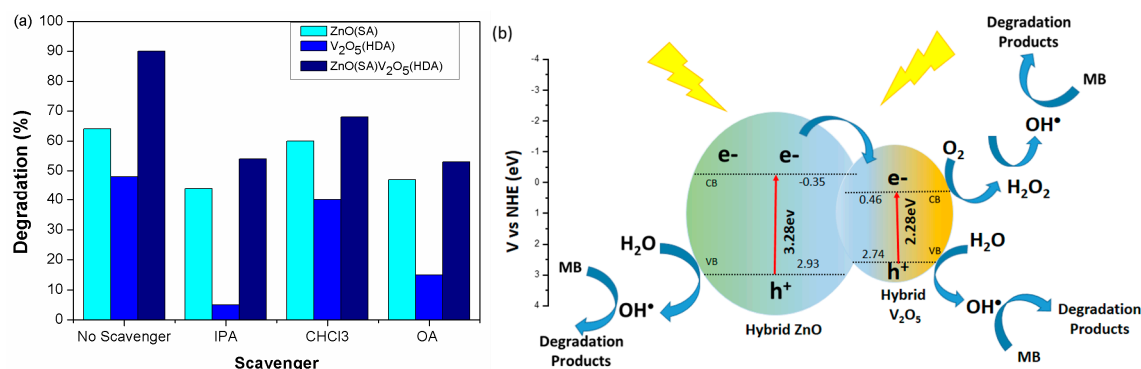 (a)
100
90
80
70
60
50
40
30
20
10
0
Degradation (%)
ZnO(SA)
V₂O₅(HDA)
ZnO(SA)V₂O₅(HDA)
No Scavenger
IPA
CHCl3
OA
Scavenger
(b)
V vs NHE (eV)
-4
-3
-2
-1
0
1
2
3
4
e-
e-
CB
-0.35
3.28ev
VB
2.93
h⁺
Hybrid ZnO
H₂O
MB
OH•
Degradation
Products
e-
0.46
CB
2.28eV
2.74
VB
h⁺
Hybrid
V₂O₅
O₂
H₂O₂
OH•
MB
Degradation
Products
H₂O
OH•
MB
Degradation
Products